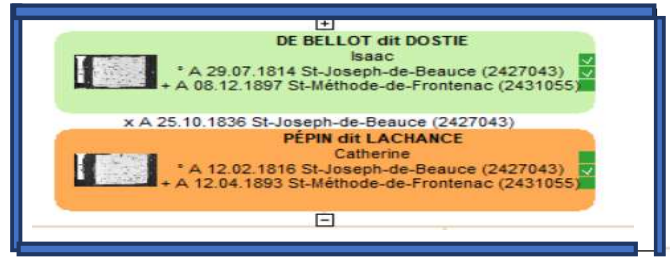 DE BELLOT dit DOSTIE
Isaac
° A 29.07.1814 St-Joseph-de-Beauce (2427043)
+ A 08.12.1897 St-Méthode-de-Frontenac (2431055)
x A 25.10.1836 St-Joseph-de-Beauce (2427043)
PÉPIN dit LACHANCE
Catherine
° A 12.02.1816 St-Joseph-de-Beauce (2427043)
+ A 12.04.1893 St-Méthode-de-Frontenac (2431055)